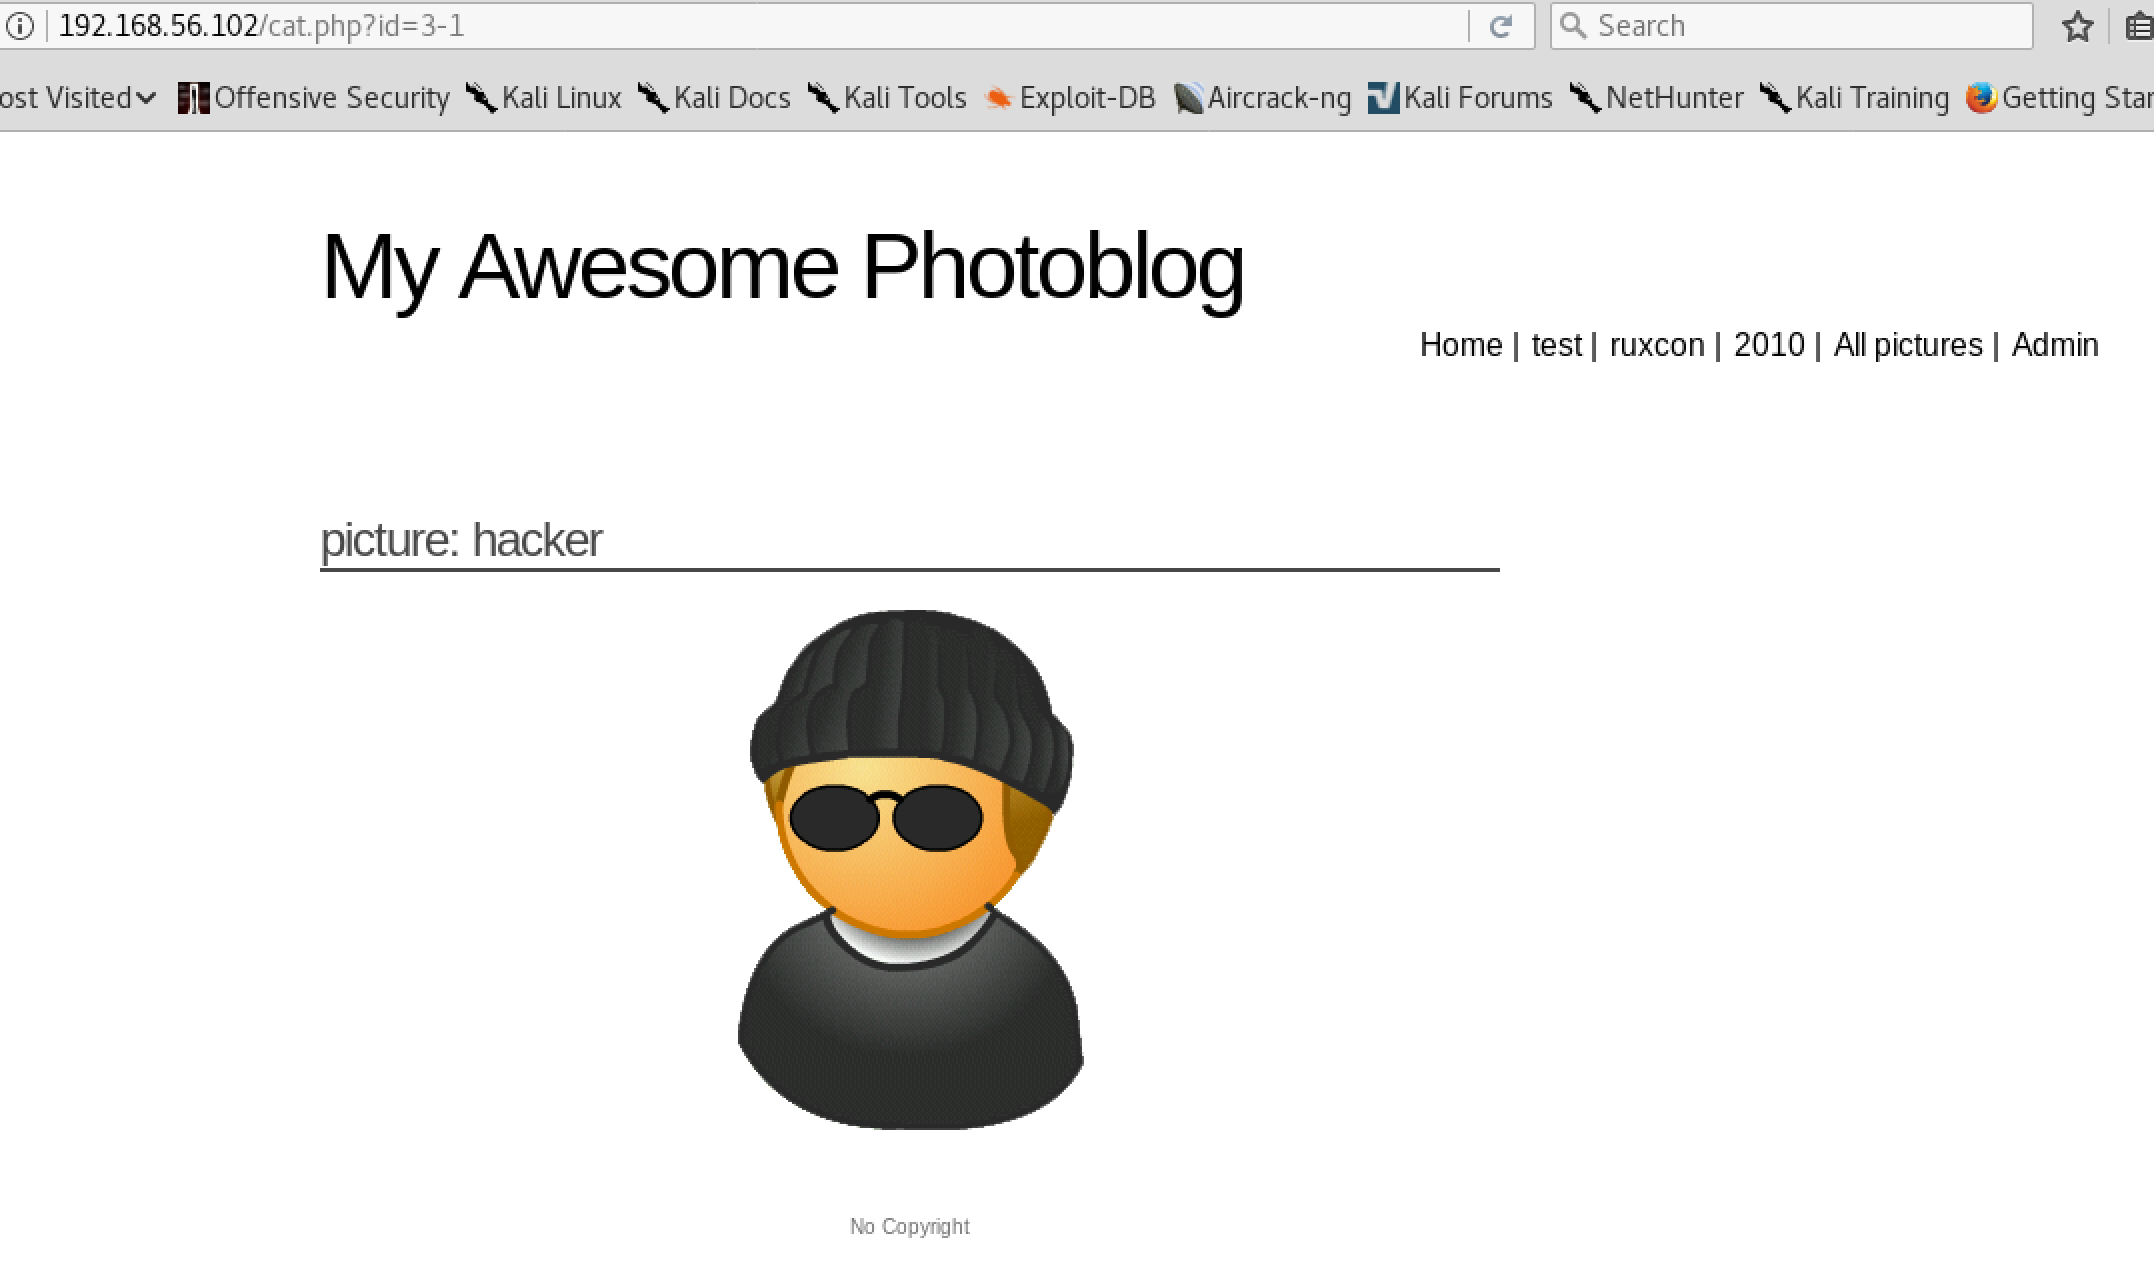 192.168.56.102/cat.php?id=3-1 Search
ost Visited Offensive Security Kali Linux Kali Docs Kali Tools Exploit-DB Aircrack-ng Kali Forums NetHunter Kali Training Getting Star
My Awesome Photoblog
Home | test | ruxcon | 2010 | All pictures | Admin
picture: hacker
No Copyright